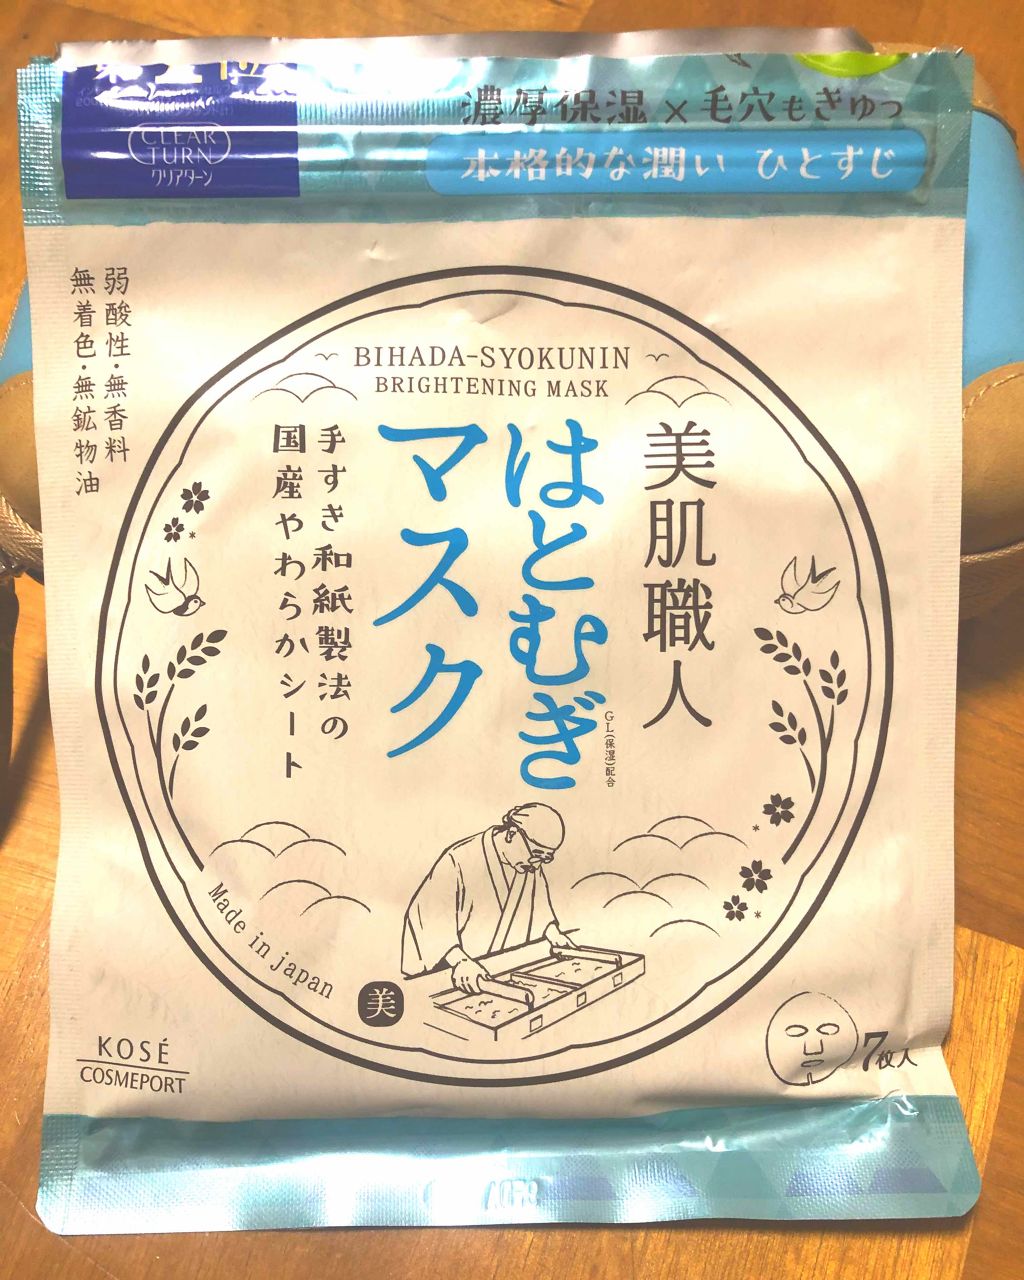 CLEAR
TURN
クリアターン
濃厚保湿×毛穴もぎゅっ
本格的な潤い ひとすじ
弱酸性・無香料
無着色・無鉱物油
BIHADA-SYOKUNIN
BRIGHTENING MASK
美肌職人
はとむぎ
マスク
GL(保湿)配合
手すき和紙製法の
国産やわらかシート
Made in japan
美
KOSÉ
COSMEPORT
7枚入